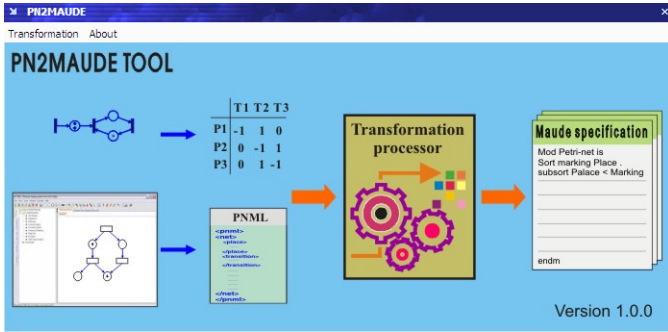 PN2MAUDE
Transformation About
PN2MAUDE TOOL
T1 T2 T3
P1 -1 1 0
P2 0 -1 1
P3 0 1 -1
PNML
<pnml>
<net>
<place>
</place>
<transition>
</transition>
</net>
</pnml>
Transformation
processor
Maude specification
Mod Petri-net is
Sort marking Place .
subsort Palace < Marking
endm
Version 1.0.0